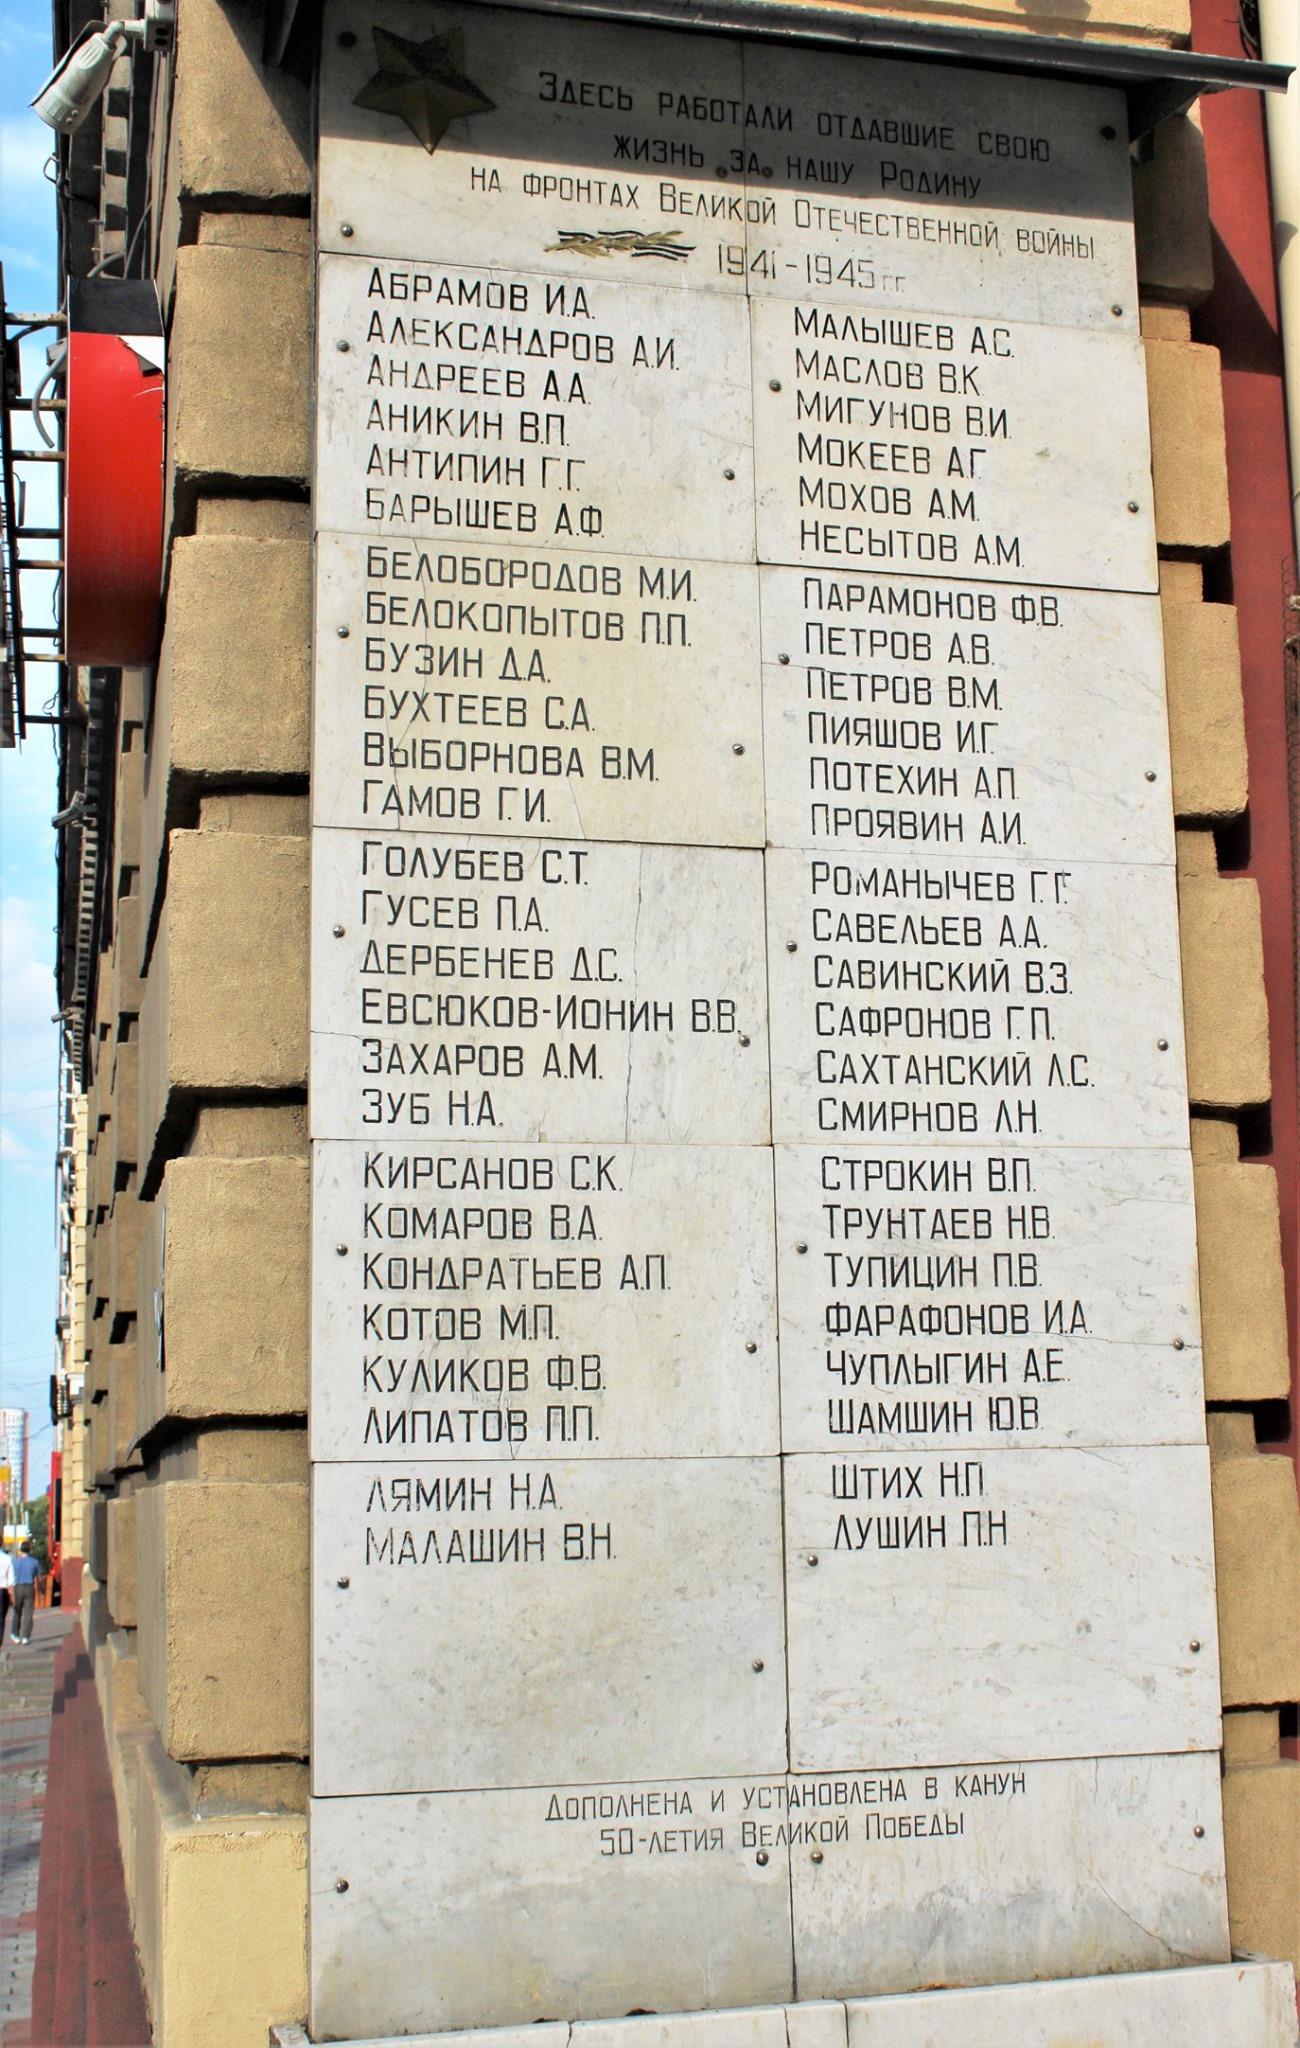 Здесь работали отдавшие свою
жизнь за нашу Родину
на фронтах Великой Отечественной войны
1941-1945 гг.
Абрамов И.А.
Александров А.И.
Андреев А.А.
Аникин В.П.
Антипин Г.Г.
Барышев А.Ф.
Белобородов М.И.
Белокопытов П.П.
Бузин Д.А.
Бухтеев С.А.
Выборнова В.М.
Гамов Г.И.
Голубев С.Т.
Гусев П.А.
Дербенев Д.С.
Евсюков-Ионин В.В.
Захаров А.М.
Зуб Н.А.
Кирсанов С.К.
Комаров В.А.
Кондратьев А.П.
Котов М.П.
Куликов Ф.В.
Липатов П.П.
Лямин Н.А.
Малашин В.Н.
Малышев А.С.
Маслов В.К.
Мигунов В.И.
Мокеев А.Г.
Мохов А.М.
Несытов А.М.
Парамонов Ф.В.
Петров А.В.
Петров В.М.
Пияшов И.Г.
Потехин А.П.
Проявин А.И.
Романычев Г.Г.
Савельев А.А.
Савинский В.З.
Сафронов Г.П.
Сахтанский Л.С.
Смирнов Л.Н.
Строкин В.П.
Трунтаев Н.В.
Тупицин П.В.
Фарафонов И.А.
Чуплыгин А.Е.
Шамшин Ю.В.
Штих Н.П
Лушин П.Н
Дополнена и установлена в канун
50-летия Великой Победы